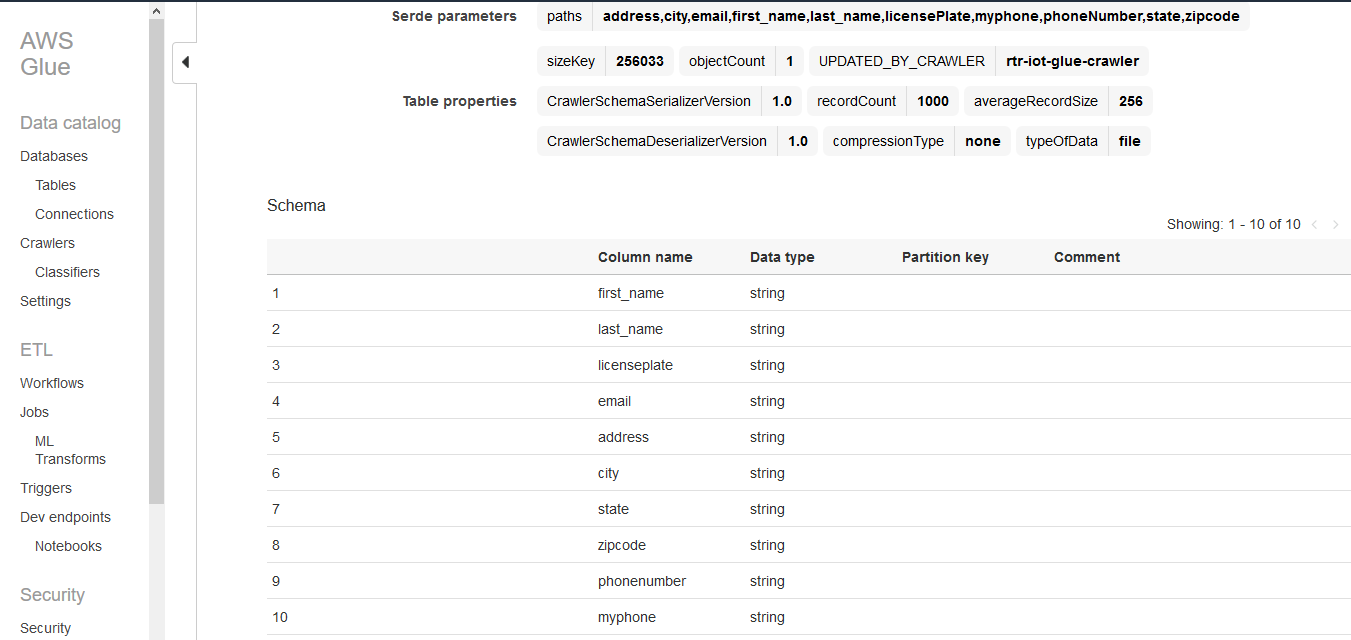 AWS
Glue
Data catalog
Databases
Tables
Connections
Crawlers
Classifiers
Settings
ETL
Workflows
Jobs
ML
Transforms
Triggers
Dev endpoints
Notebooks
Security
Security
Serde parameters paths address,city,email,first_name,last_name,licensePlate,myphone,phoneNumber,state,zipcode
sizeKey 256033 objectCount 1 UPDATED_BY_CRAWLER rtr-iot-glue-crawler
Table properties CrawlerSchemaSerializerVersion 1.0 recordCount 1000 averageRecordSize 256
CrawlerSchemaDeserializerVersion 1.0 compressionType none typeOfData file
Schema
Showing: 1 - 10 of 10 < >
Column name Data type Partition key Comment
1 first_name string
2 last_name string
3 licenseplate string
4 email string
5 address string
6 city string
7 state string
8 zipcode string
9 phonenumber string
10 myphone string